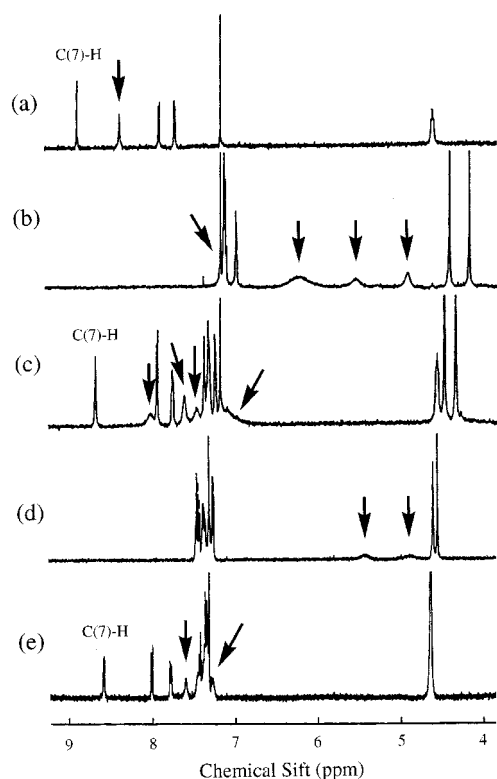 C(7)-H
(a)
(b)
C(7)-H
(c)
(d)
C(7)-H
(e)
9 8 7 6 5 4
Chemical Sift (ppm)